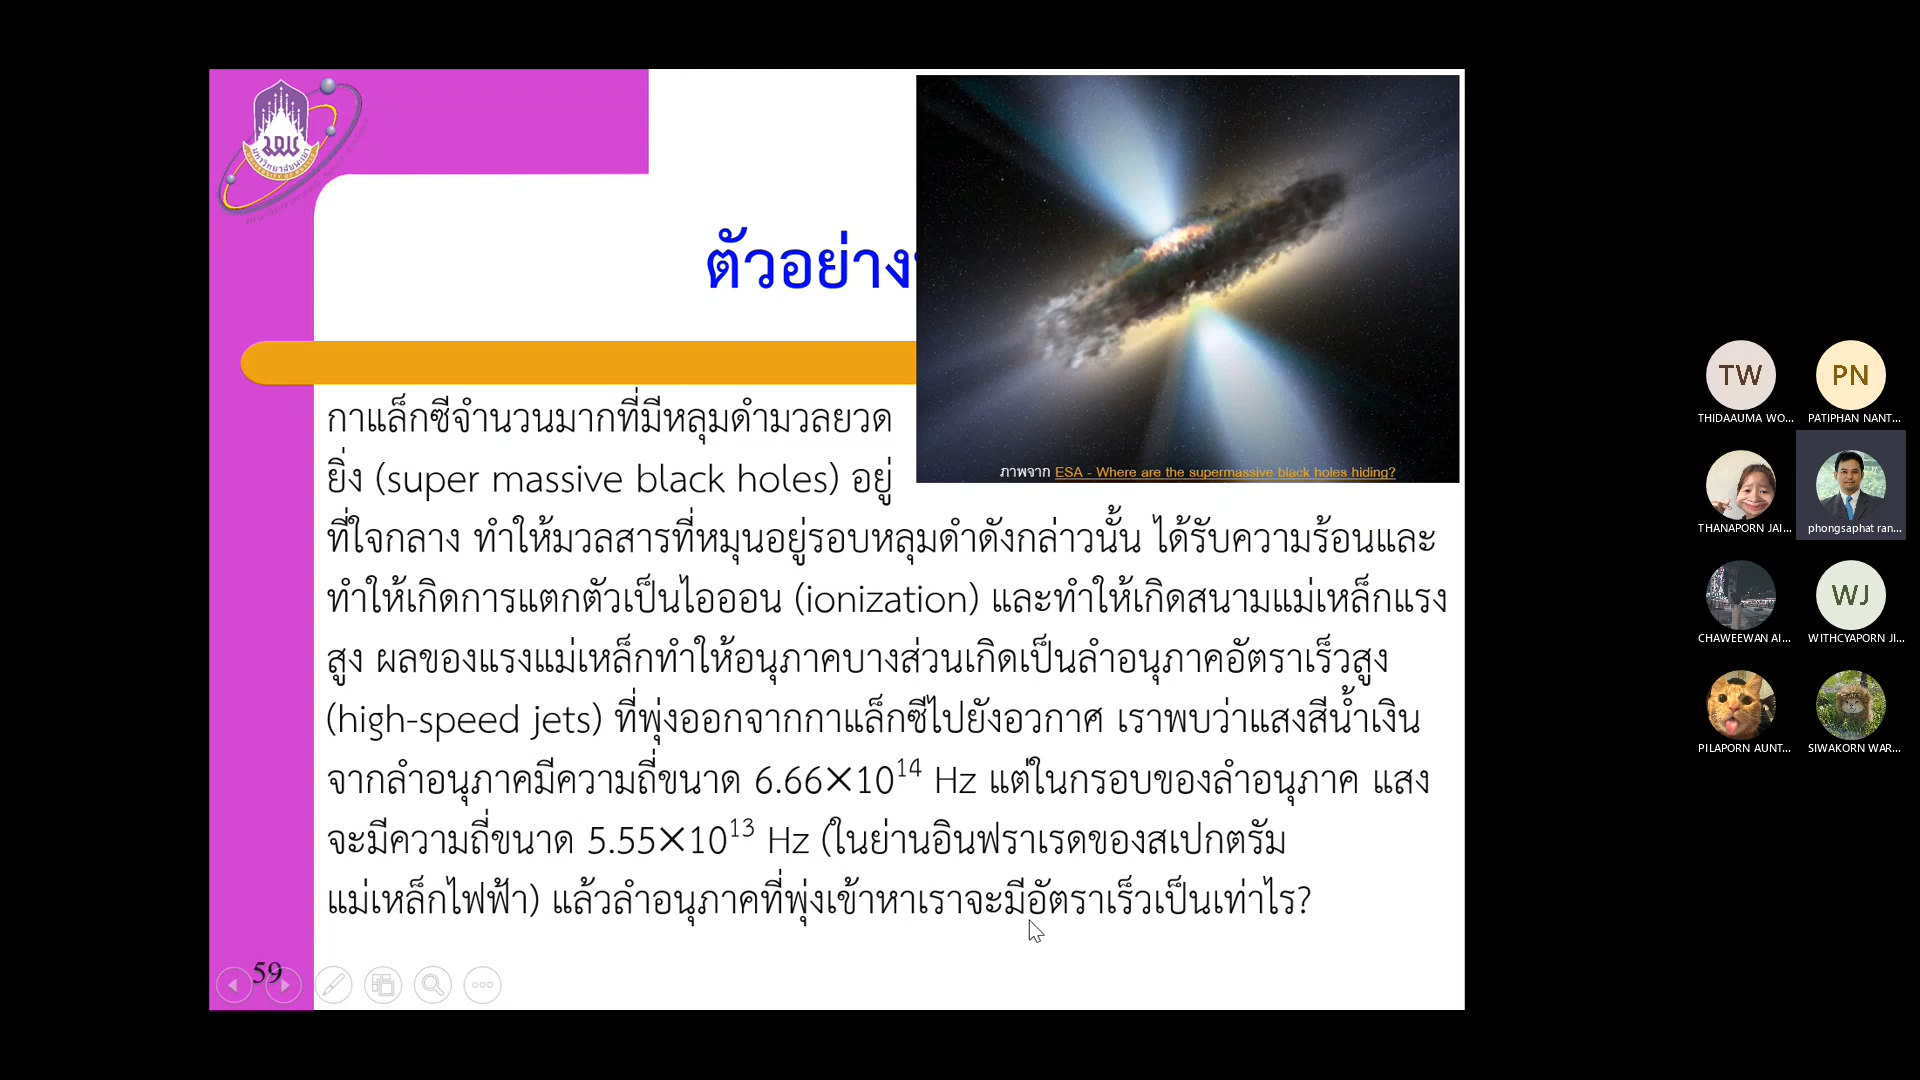 มหาวิทยาลัยพะเยา
ตัวอย่าง
ภาพจาก ESA - Where are the supermassive black holes hiding?
กาแล็กซีจำนวนมากที่มีหลุมดำมวลยวด
ยิ่ง (super massive black holes) อยู่
ที่ใจกลาง ทำให้มวลสารที่หมุนอยู่รอบหลุมดำดังกล่าวนั้น ได้รับความร้อนและ
ทำให้เกิดการแตกตัวเป็นไอออน (ionization) และทำให้เกิดสนามแม่เหล็กแรง
สูง ผลของแรงแม่เหล็กทำให้อนุภาคบางส่วนเกิดเป็นลำอนุภาคอัตราเร็วสูง
(high-speed jets) ที่พุ่งออกจากกาแล็กซีไปยังอวกาศ เราพบว่าแสงสีน้ำเงิน
จากลำอนุภาคมีความถี่ขนาด 6.66×10¹⁴ Hz แต่ในกรอบของลำอนุภาค แสง
จะมีความถี่ขนาด 5.55×10¹³ Hz (ในย่านอินฟราเรดของสเปกตรัม
แม่เหล็กไฟฟ้า) แล้วลำอนุภาคที่พุ่งเข้าหาเราจะมีอัตราเร็วเป็นเท่าไร?
59
TW
PN
THIDAAUMA WO...
PATIPHAN NANT...
THANAPORN JAI...
phongsaphat ran...
WJ
CHAWEEWAN AI...
WITHCYAPORN JI...
PILAPORN AUNT...
SIWAKORN WAR...